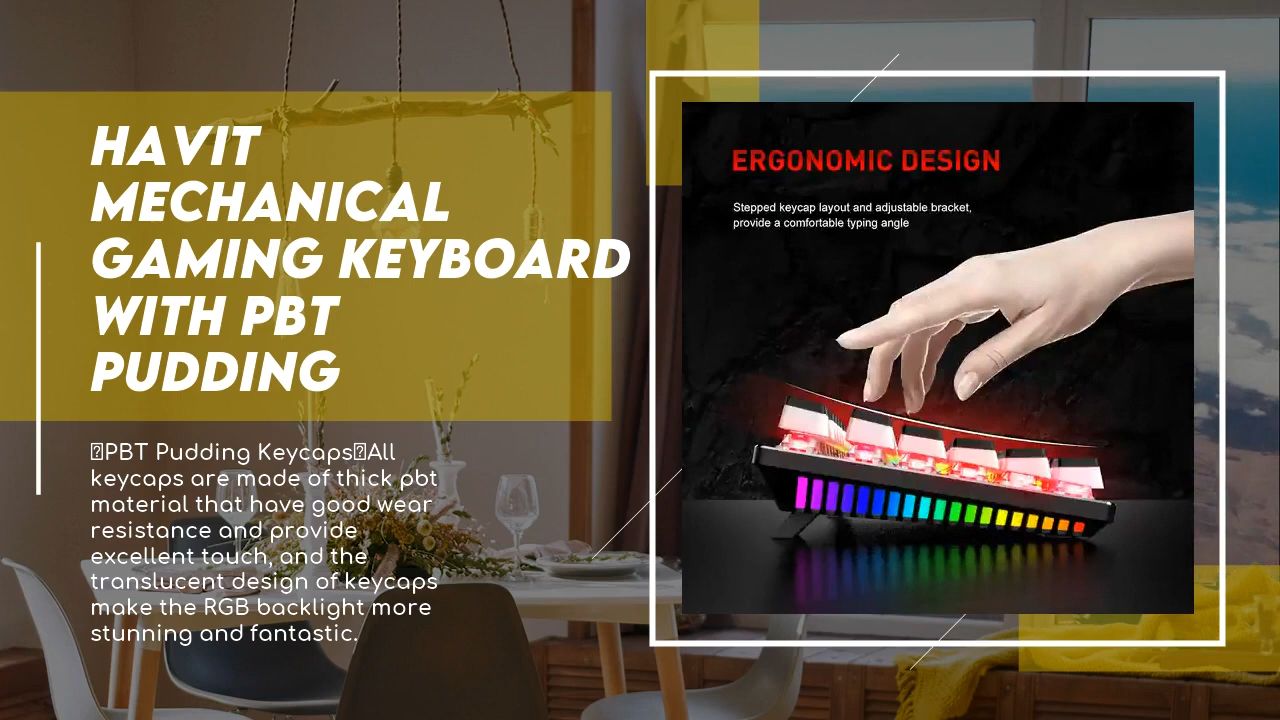 HAVIT
MECHANICAL
GAMING KEYBOARD
WITH PBT
PUDDING
⍰PBT Pudding Keycaps⍰All
keycaps are made of thick pbt
material that have good wear
resistance and provide
excellent touch, and the
translucent design of keycaps
make the RGB backlight more
stunning and fantastic.
ERGONOMIC DESIGN
Stepped keycap layout and adjustable bracket,
provide a comfortable typing angle